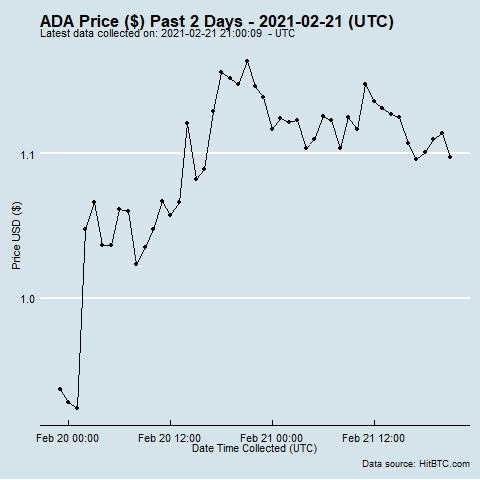 ADA Price ($) Past 2 Days - 2021-02-21 (UTC)
Latest data collected on: 2021-02-21 21:00:09  - UTC
Price USD ($)
1.1
1.0
Feb 20 00:00
Feb 20 12:00
Feb 21 00:00
Feb 21 12:00
Date Time Collected (UTC)
Data source: HitBTC.com